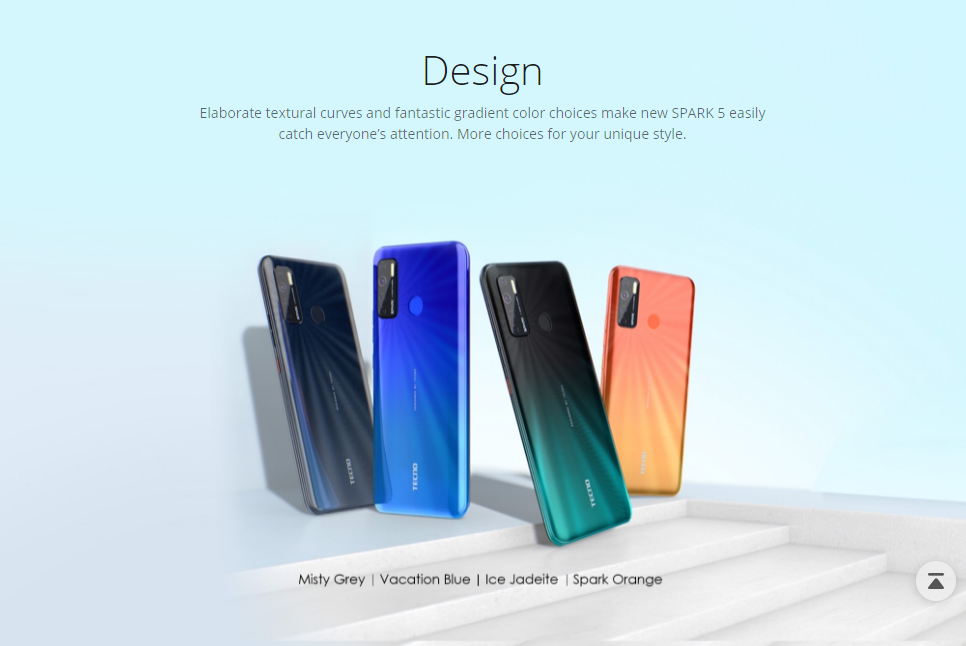 Design
Elaborate textural curves and fantastic gradient color choices make new SPARK 5 easily
catch everyone's attention. More choices for your unique style.
TECNO
TECNO
TECNO
TECNO
Misty Grey | Vacation Blue | Ice Jadeite | Spark Orange